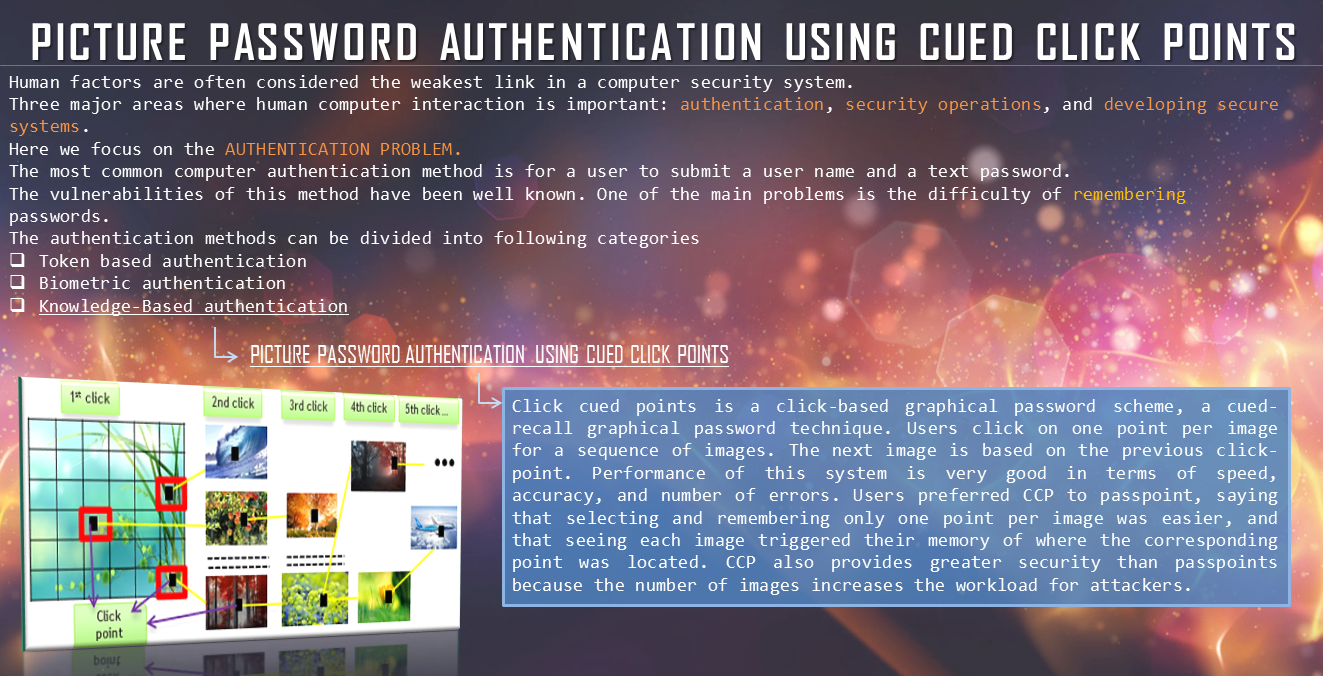 PICTURE PASSWORD AUTHENTICATION USING CUED CLICK POINTS
Human factors are often considered the weakest link in a computer security system.
Three major areas where human computer interaction is important: authentication, security operations, and developing secure
systems.
Here we focus on the AUTHENTICATION PROBLEM.
The most common computer authentication method is for a user to submit a user name and a text password.
The vulnerabilities of this method have been well known. One of the main problems is the difficulty of remembering
passwords.
The authentication methods can be divided into following categories
❑ Token based authentication
❑ Biometric authentication
❑ Knowledge-Based authentication
PICTURE PASSWORD AUTHENTICATION USING CUED CLICK POINTS
1st click
2nd click
3rd click
4th click
5th click...
Click
point
Click cued points is a click-based graphical password scheme, a cued-
recall graphical password technique. Users click on one point per image
for a sequence of images. The next image is based on the previous click-
point. Performance of this system is very good in terms of speed,
accuracy, and number of errors. Users preferred CCP to passpoint, saying
that selecting and remembering only one point per image was easier, and
that seeing each image triggered their memory of where the corresponding
point was located. CCP also provides greater security than passpoints
because the number of images increases the workload for attackers.